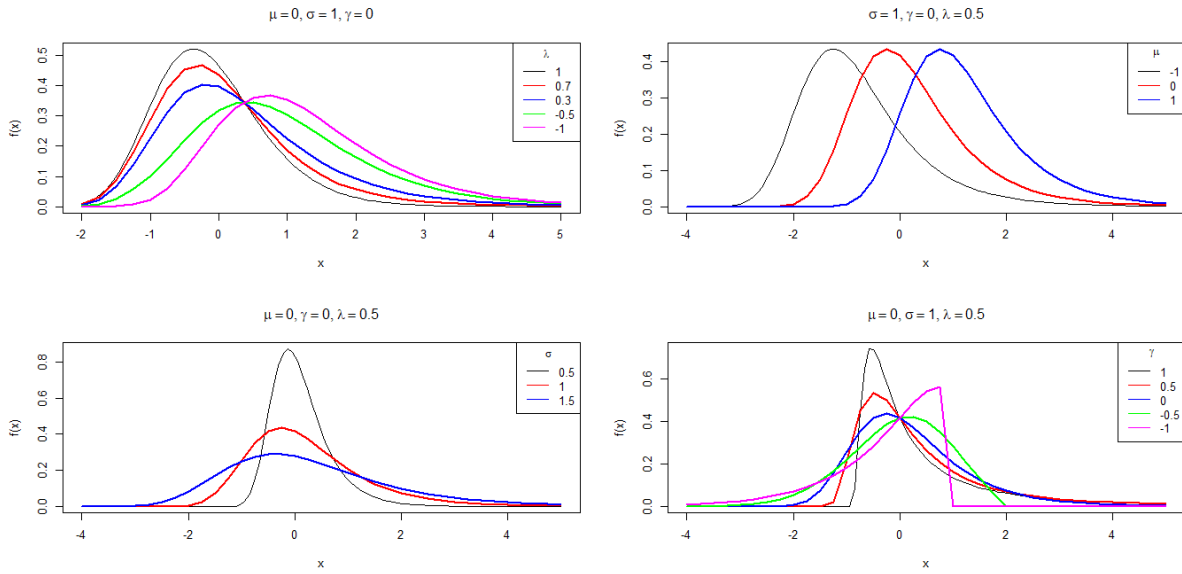 μ = 0, σ = 1, γ = 0
f(x)
0.0 0.1 0.2 0.3 0.4 0.5
λ
1
0.7
0.3
-0.5
-1
-2 -1 0 1 2 3 4 5
x
σ = 1, γ = 0, λ = 0.5
f(x)
0.0 0.1 0.2 0.3 0.4
μ
-1
0
1
-4 -2 0 2 4
x
μ = 0, γ = 0, λ = 0.5
f(x)
0.0 0.2 0.4 0.6 0.8
σ
0.5
1
1.5
-4 -2 0 2 4
x
μ = 0, σ = 1, λ = 0.5
f(x)
0.0 0.2 0.4 0.6
γ
1
0.5
0
-0.5
-1
-4 -2 0 2 4
x